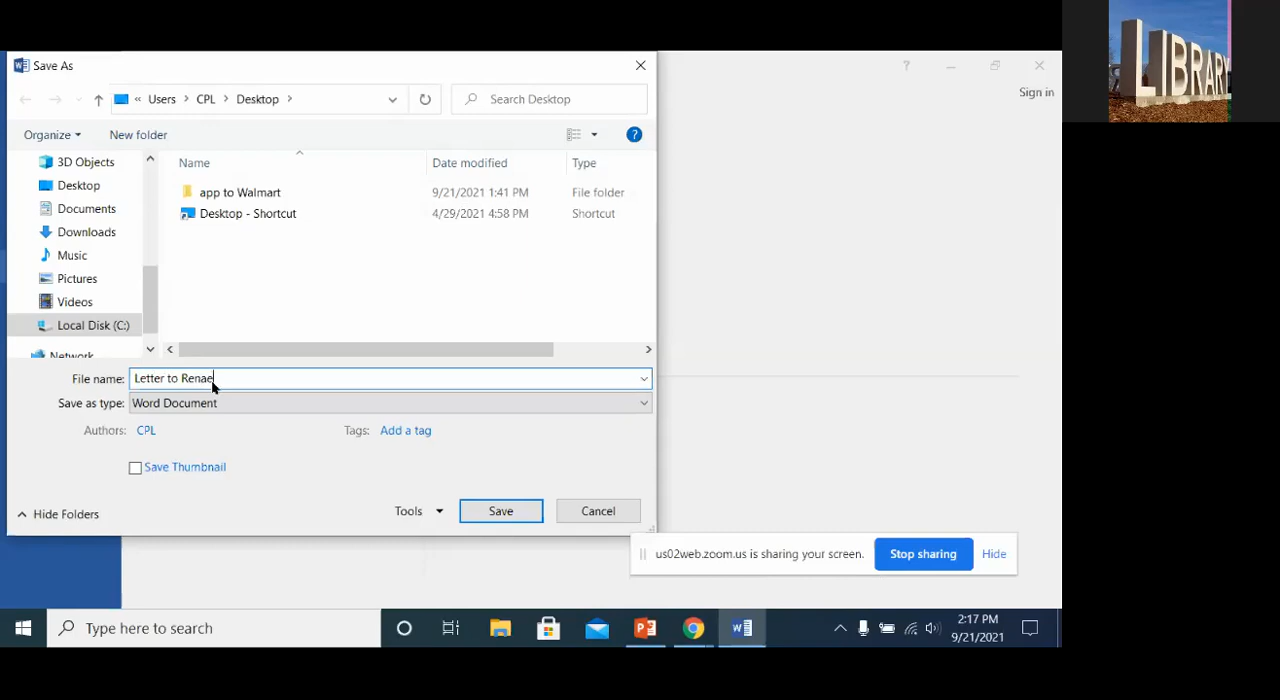 LIBRARY
Save As
« Users > CPL > Desktop >
Search Desktop
?
Sign in
Organize
New folder
?
3D Objects
Desktop
Documents
Downloads
Music
Pictures
Videos
Local Disk (C:)
Network
Name
Date modified
Type
app to Walmart
9/21/2021 1:41 PM
File folder
Desktop - Shortcut
4/29/2021 4:58 PM
Shortcut
File name: Letter to Renae
Save as type: Word Document
Authors: CPL
Tags: Add a tag
Save Thumbnail
Hide Folders
Tools
Save
Cancel
us02web.zoom.us is sharing your screen.
Stop sharing
Hide
Type here to search
2:17 PM
9/21/2021